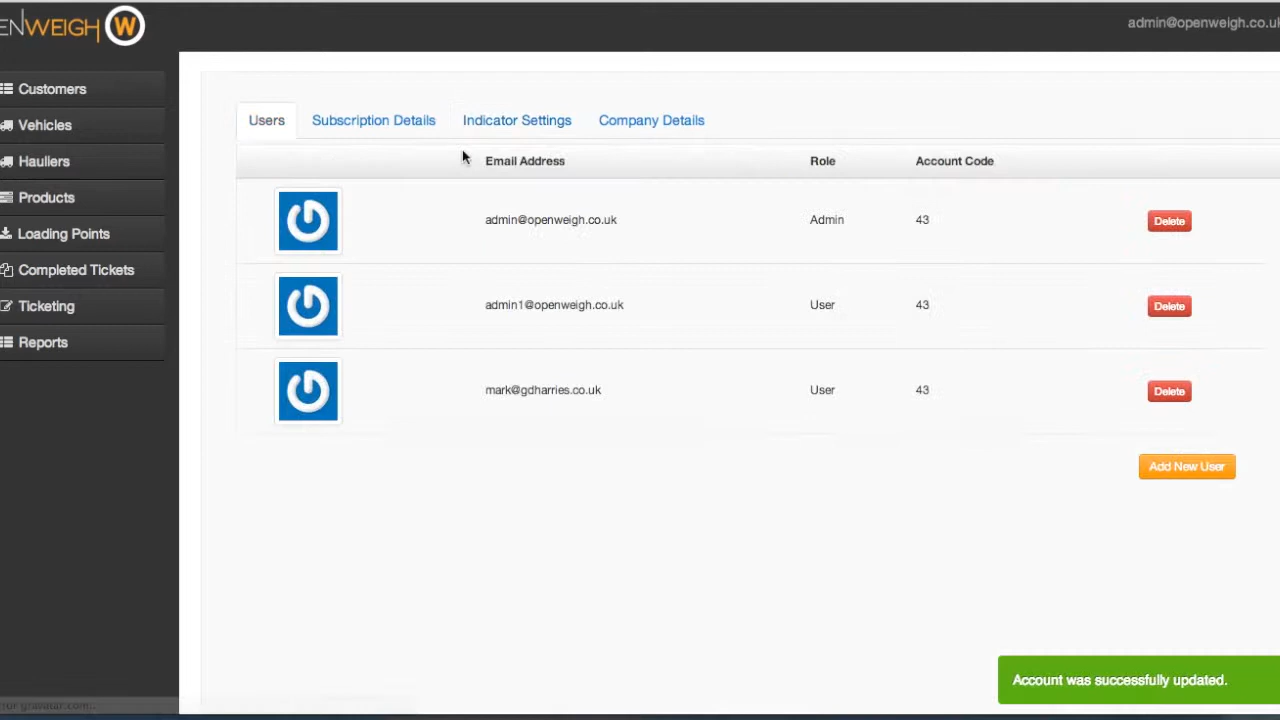 ENWEIGH W
admin@openweigh.co.uk
Customers
Vehicles
Hauliers
Products
Loading Points
Completed Tickets
Ticketing
Reports
Users Subscription Details Indicator Settings Company Details
Email Address Role Account Code
admin@openweigh.co.uk Admin 43 Delete
admin1@openweigh.co.uk User 43 Delete
mark@gdharries.co.uk User 43 Delete
Add New User
Account was successfully updated.
gravatar.com...